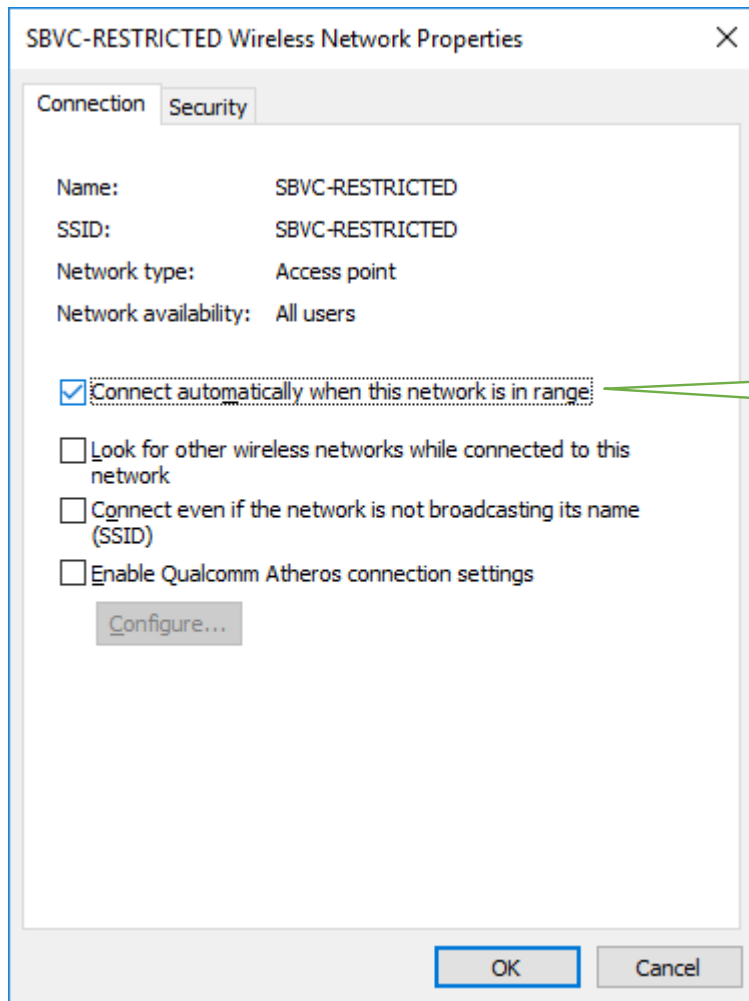 SBVC-RESTRICTED Wireless Network Properties
Connection Security
Name: SBVC-RESTRICTED
SSID: SBVC-RESTRICTED
Network type: Access point
Network availability: All users
Connect automatically when this network is in range
Look for other wireless networks while connected to this
network
Connect even if the network is not broadcasting its name
(SSID)
Enable Qualcomm Atheros connection settings
Configure...
OK Cancel